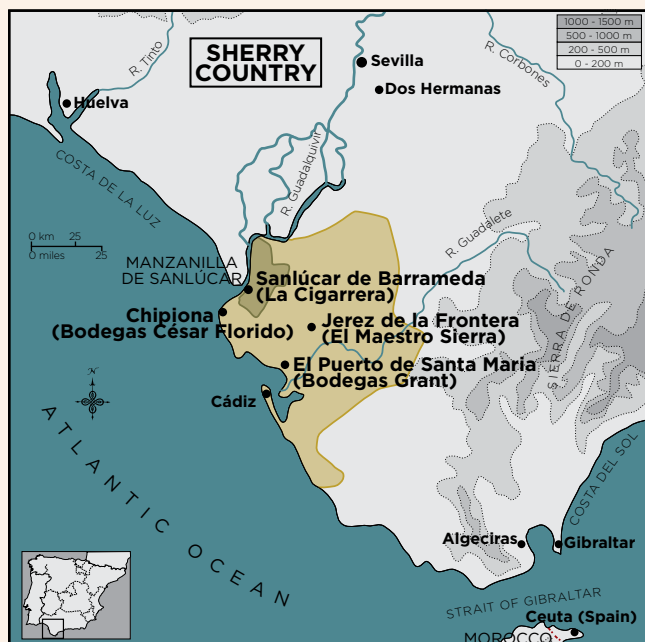 SHERRY
COUNTRY
1000 - 1500 m
500 - 1000 m
200 - 500 m
0 - 200 m
R. Tinto
Huelva
Sevilla
Dos Hermanas
R. Corbones
COSTA DE LA LUZ
R. Guadalquivir
R. Guadalete
0 km 25
0 miles 25
MANZANILLA
DE SANLÚCAR
Sanlúcar de Barrameda
(La Cigarrera)
Chipiona
(Bodegas César Florido)
Jerez de la Frontera
(El Maestro Sierra)
El Puerto de Santa Maria
(Bodegas Grant)
Cádiz
SIERRA DE RONDA
N
ATLANTIC OCEAN
COSTA DEL SOL
Algeciras
Gibraltar
STRAIT OF GIBRALTAR
Ceuta (Spain)
MOROCCO